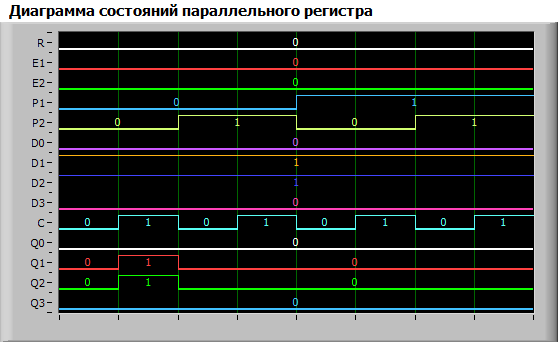 Диаграмма состояний параллельного регистра
R 0
E1 0
E2 0
P1 0 1
P2 0 1 0 1
D0 0
D1 1
D2 1
D3 0
C 0 1 0 1 0 1 0 1
Q0 0
Q1 0 1 0
Q2 0 1 0
Q3 0